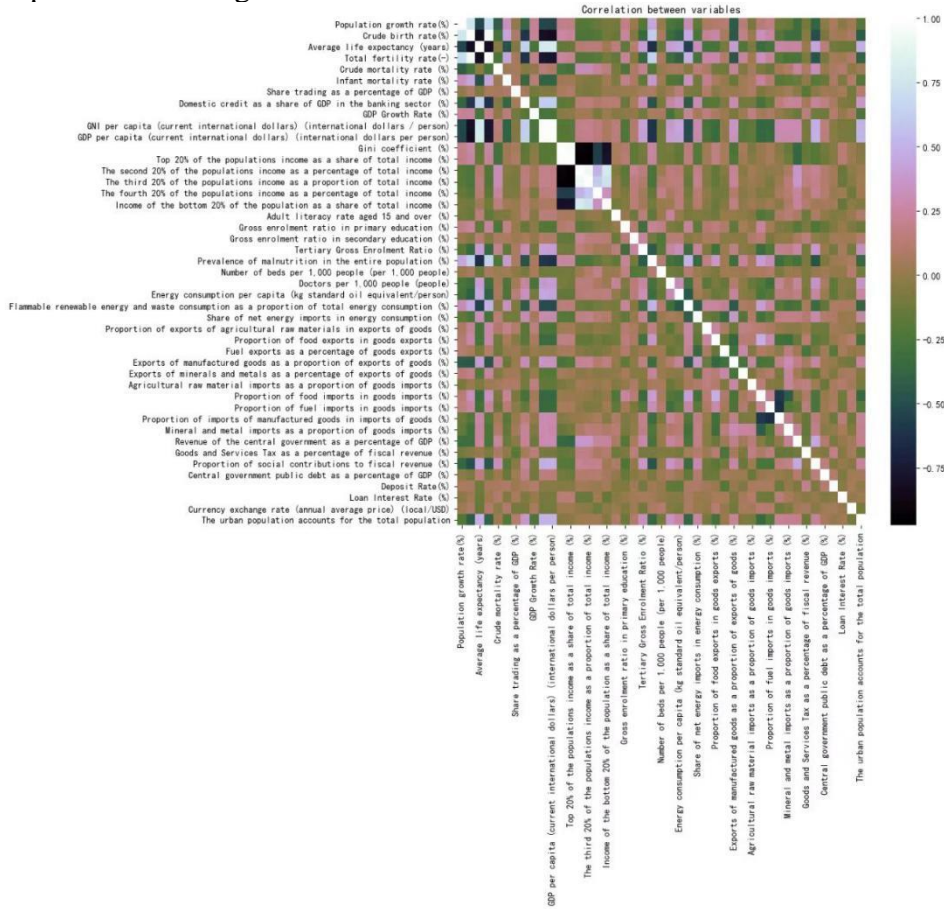 Correlation between variables
Population growth rate(%)
Crude birth rate(%)
Average life expectancy (years)
Total fertility rate(-)
Crude mortality rate (%)
Infant mortality rate (%)
Share trading as a percentage of GDP (%)
Domestic credit as a share of GDP in the banking sector (%)
GDP Growth Rate (%)
GNI per capita (current international dollars) (international dollars / person)
GDP per capita (current international dollars) (international dollars per person)
Gini coefficient (%)
Top 20% of the populations income as a share of total income (%)
The second 20% of the populations income as a percentage of total income (%)
The third 20% of the populations income as a proportion of total income (%)
The fourth 20% of the populations income as a percentage of total income (%)
Income of the bottom 20% of the population as a share of total income (%)
Adult literacy rate aged 15 and over (%)
Gross enrolment ratio in primary education (%)
Gross enrolment ratio in secondary education (%)
Tertiary Gross Enrolment Ratio (%)
Prevalence of malnutrition in the entire population (%)
Number of beds per 1,000 people (per 1,000 people)
Doctors per 1,000 people (people)
Energy consumption per capita (kg standard oil equivalent/person)
Flammable renewable energy and waste consumption as a proportion of total energy consumption (%)
Share of net energy imports in energy consumption (%)
Proportion of exports of agricultural raw materials in exports of goods (%)
Proportion of food exports in goods exports (%)
Fuel exports as a percentage of goods exports (%)
Exports of manufactured goods as a proportion of exports of goods (%)
Exports of minerals and metals as a percentage of goods exports (%)
Agricultural raw material imports as a proportion of goods imports (%)
Proportion of food imports in goods imports (%)
Proportion of fuel imports in goods imports (%)
Proportion of imports of manufactured goods in imports of goods (%)
Mineral and metal imports as a proportion of goods imports (%)
Revenue of the central government as a percentage of GDP (%)
Goods and Services Tax as a percentage of fiscal revenue (%)
Proportion of social contributions to fiscal revenue (%)
Central government public debt as a percentage of GDP (%)
Deposit Rate(%)
Loan Interest Rate (%)
Currency exchange rate (annual average price) (local/USD)
The urban population accounts for the total population
Population growth rate(%)
Average life expectancy (years)
Crude mortality rate (%)
Share trading as a percentage of GDP (%)
GDP Growth Rate (%)
GDP per capita (current international dollars) (international dollars per person)
Top 20% of the populations income as a share of total income (%)
The third 20% of the populations income as a proportion of total income (%)
Income of the bottom 20% of the population as a share of total income (%)
Gross enrolment ratio in primary education (%)
Tertiary Gross Enrolment Ratio (%)
Number of beds per 1,000 people (per 1,000 people)
Energy consumption per capita (kg standard oil equivalent/person)
Share of net energy imports in energy consumption (%)
Proportion of food exports in goods exports (%)
Exports of manufactured goods as a proportion of exports of goods (%)
Agricultural raw material imports as a proportion of goods imports (%)
Proportion of fuel imports in goods imports (%)
Mineral and metal imports as a proportion of goods imports (%)
Goods and Services Tax as a percentage of fiscal revenue (%)
Central government public debt as a percentage of GDP (%)
Loan Interest Rate (%)
The urban population accounts for the total population
1.00
0.75
0.50
0.25
0.00
-0.25
-0.50
-0.75